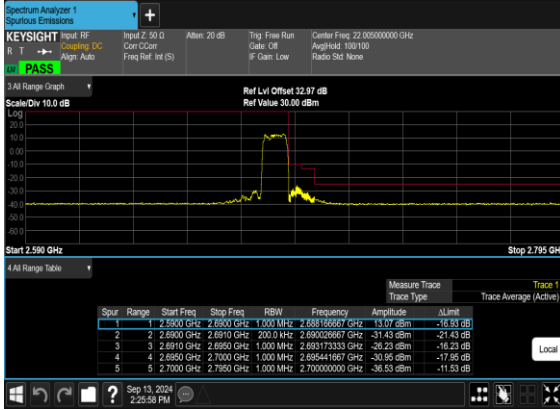 Spectrum Analyzer 1
Spurious Emissions
+
KEYSIGHT Input: RF Input Z: 50 Ω Atten: 20 dB Trig: Free Run Center Freq: 22.005000000 GHz
R T Coupling: DC Corr CCorr Gate: Off Avg|Hold: 100/100
Align: Auto Freq Ref: Int (S) IF Gain: Low Radio Std: None
PASS
3 All Range Graph
Ref Lvl Offset 32.97 dB
Scale/Div 10.0 dB Ref Value 30.00 dBm
Log
20.0
10.0
0.00
-10.0
-20.0
-30.0
-40.0
-50.0
-60.0
Start 2.590 GHz Stop 2.795 GH
4 All Range Table
Measure Trace Trace 1
Trace Type Trace Average (Active)
Spur Range Start Freq Stop Freq RBW Frequency Amplitude ΔLimit
1 1 2.5900 GHz 2.6900 GHz 1.000 MHz 2.688166667 GHz 13.07 dBm -16.93 dB
2 2 2.6900 GHz 2.6910 GHz 200.0 kHz 2.690026667 GHz -31.43 dBm -21.43 dB
3 3 2.6910 GHz 2.6950 GHz 1.000 MHz 2.693173333 GHz -26.23 dBm -16.23 dB
4 4 2.6950 GHz 2.7000 GHz 1.000 MHz 2.695441667 GHz -30.95 dBm -17.95 dB
5 5 2.7000 GHz 2.7950 GHz 1.000 MHz 2.700000000 GHz -36.53 dBm -11.53 dB
Local
?
Sep 13, 2024
2:25:58 PM